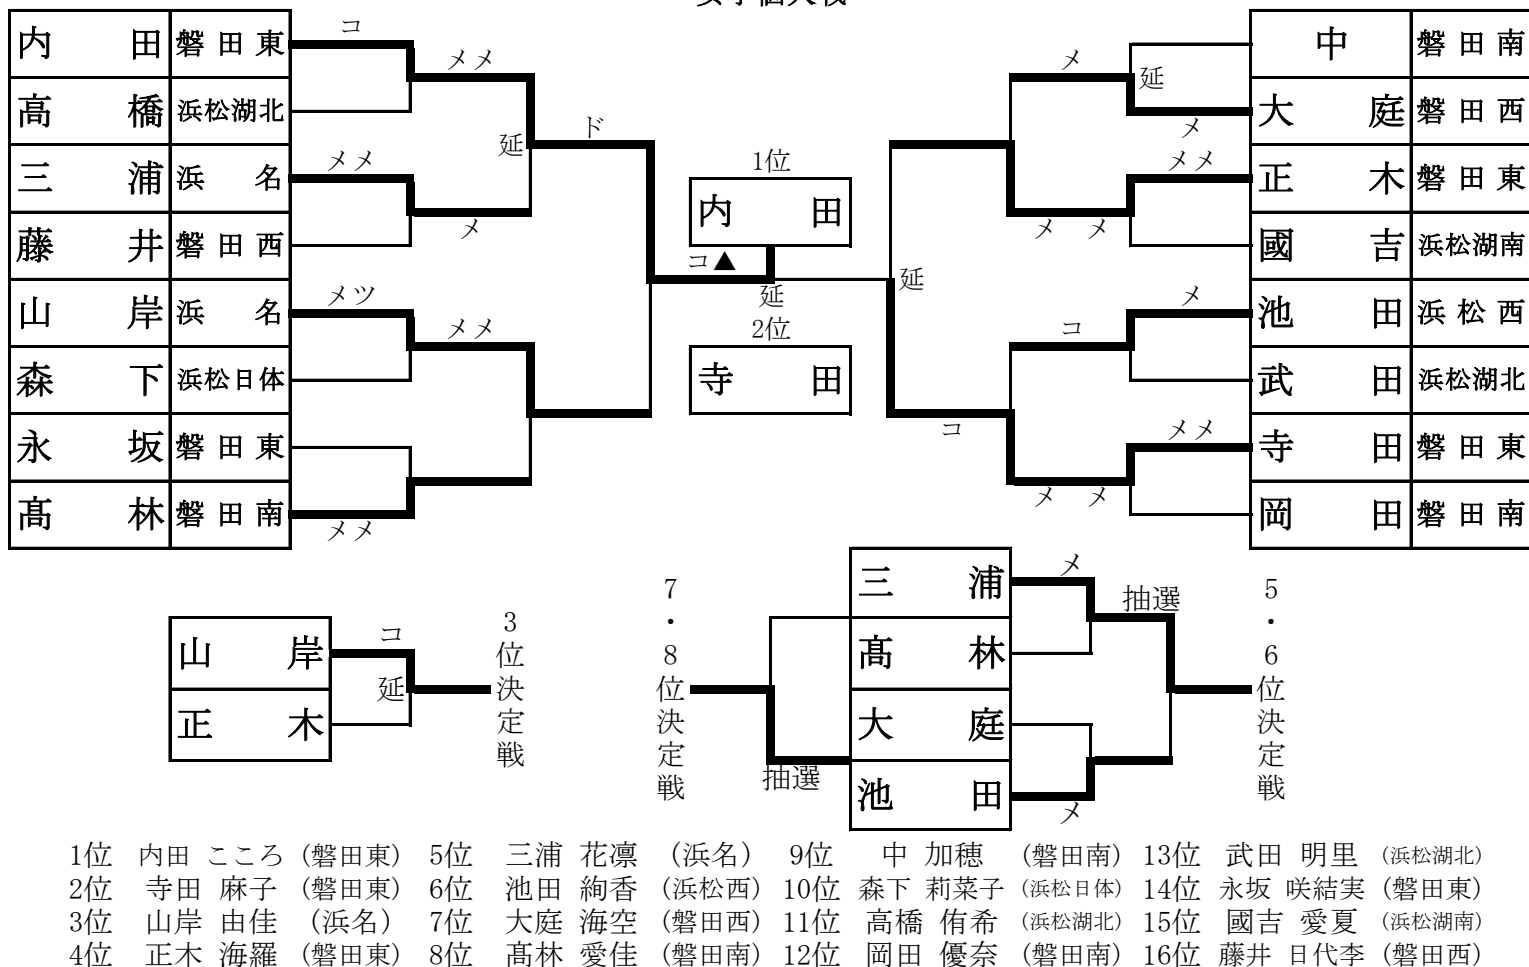 内田 磐田東
高橋 浜松湖北
三浦 浜名
藤井 磐田西
山岸 浜名
森下 浜松日体
永坂 磐田東
髙林 磐田南
コ
メメ
メメ
メ
延
ド
メツ
メメ
メメ
1位
内田
コ▲
延
2位
寺田
中 磐田南
大庭 磐田西
正木 磐田東
國吉 浜松湖南
池田 浜松西
武田 浜松湖北
寺田 磐田東
岡田 磐田南
メ
延
メ
メメ
メ メ
延
メ
コ
コ
メメ
メ メ
山岸
正木
コ
延
3位決定戦
7・8位決定戦
抽選
三浦
髙林
大庭
池田
メ
抽選
メ
5・6位決定戦
1位 内田 こころ (磐田東) 5位 三浦 花凛 (浜名) 9位 中 加穂 (磐田南) 13位 武田 明里 (浜松湖北)
2位 寺田 麻子 (磐田東) 6位 池田 絢香 (浜松西) 10位 森下 莉菜子 (浜松日体) 14位 永坂 咲結実 (磐田東)
3位 山岸 由佳 (浜名) 7位 大庭 海空 (磐田西) 11位 高橋 侑希 (浜松湖北) 15位 國吉 愛夏 (浜松湖南)
4位 正木 海羅 (磐田東) 8位 髙林 愛佳 (磐田南) 12位 岡田 優奈 (磐田南) 16位 藤井 日代李 (磐田西)